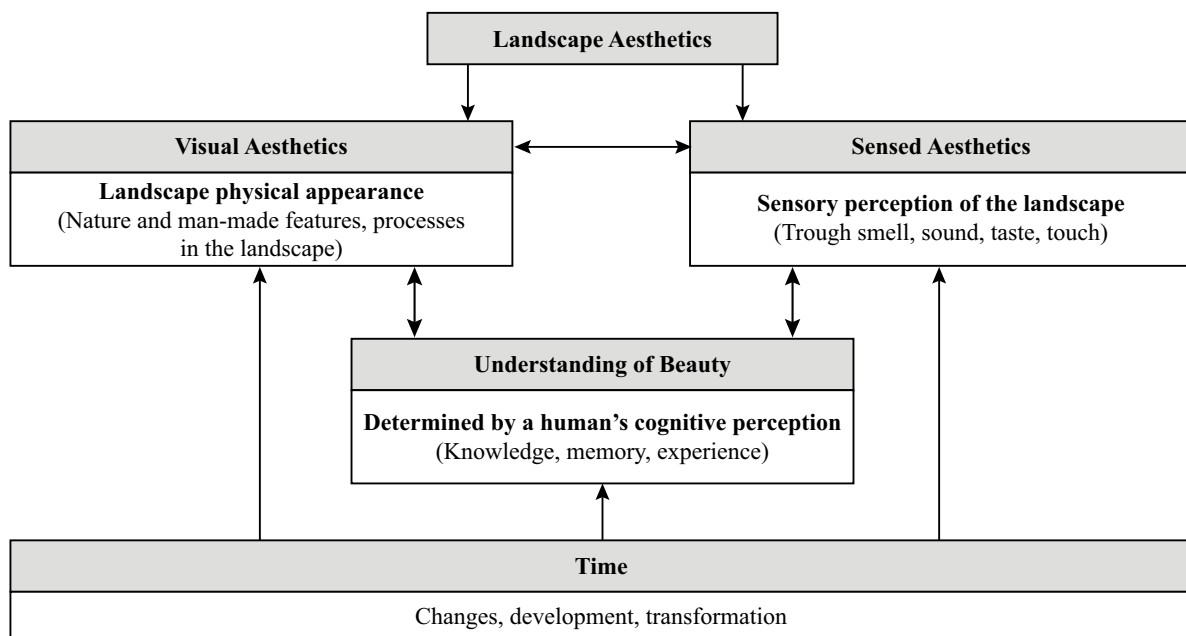 Landscape Aesthetics
Visual Aesthetics
Landscape physical appearance
(Nature and man-made features, processes
in the landscape)
Sensed Aesthetics
Sensory perception of the landscape
(Trough smell, sound, taste, touch)
Understanding of Beauty
Determined by a human’s cognitive perception
(Knowledge, memory, experience)
Time
Changes, development, transformation